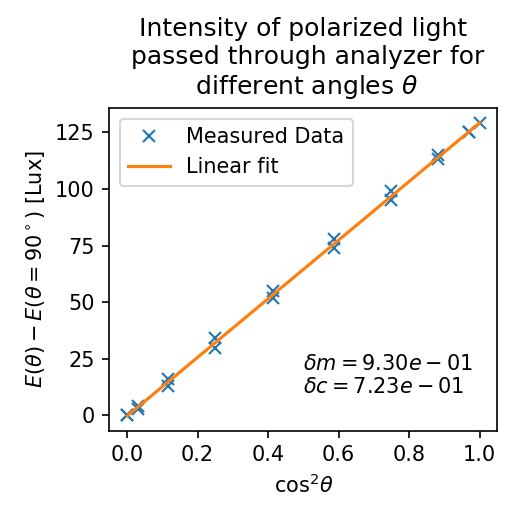 Intensity of polarized light
passed through analyzer for
different angles θ
Measured Data
Linear fit
E(θ) − E(θ = 90°) [Lux]
125
100
75
50
25
0
δm = 9.30e − 01
δc = 7.23e − 01
0.0 0.2 0.4 0.6 0.8 1.0
cos²θ